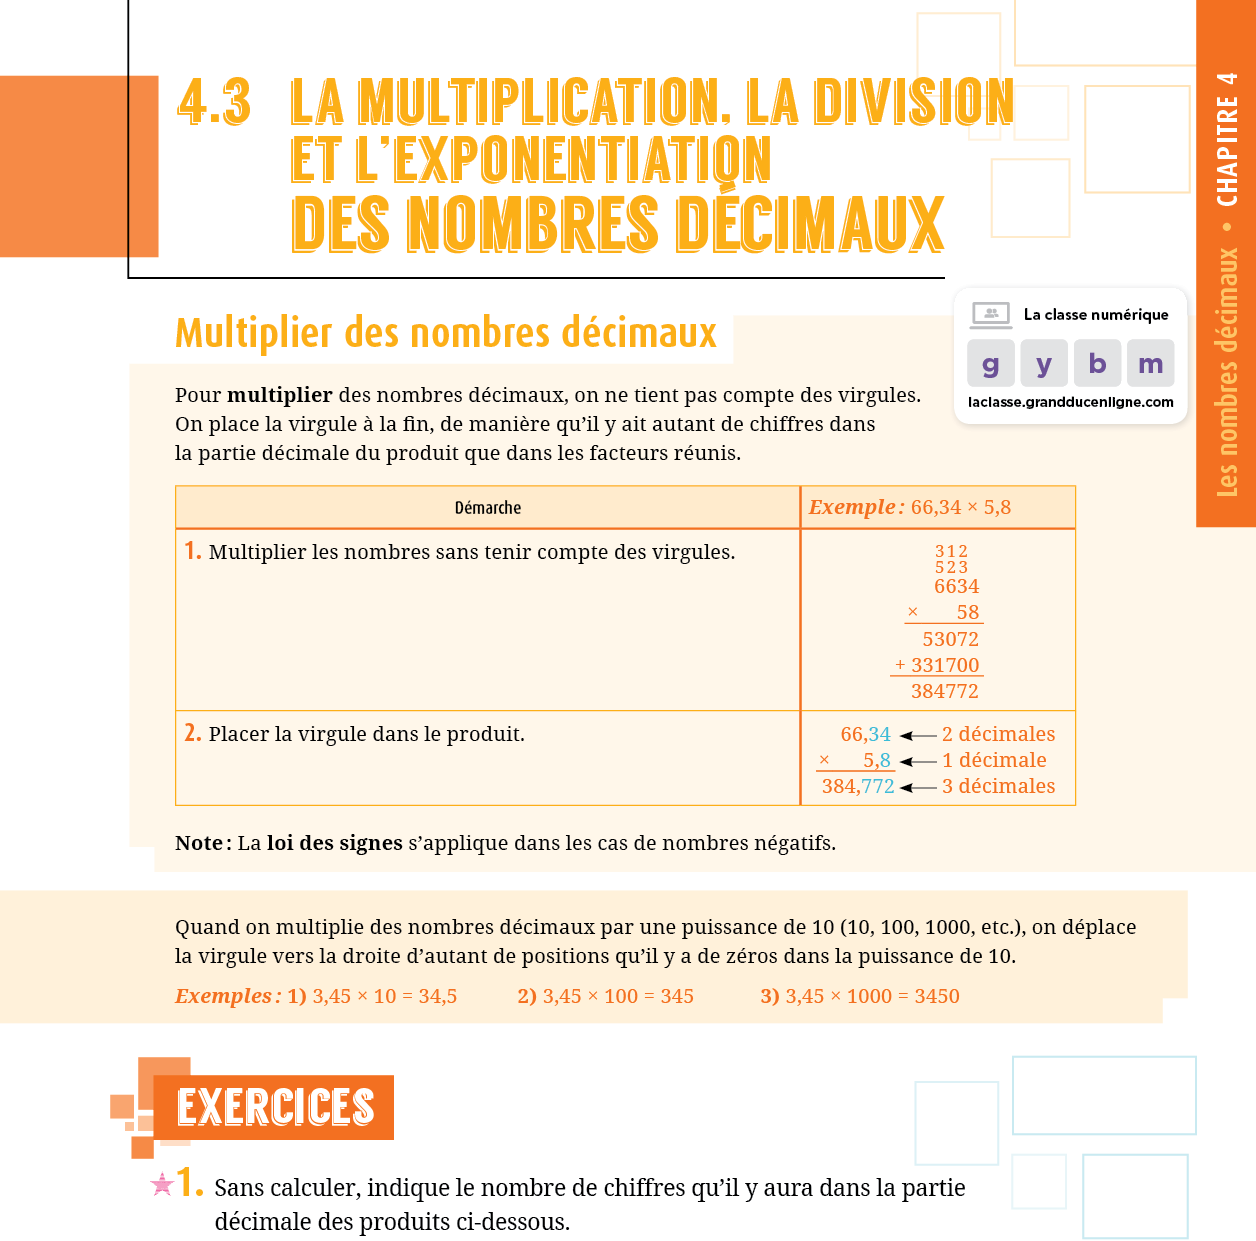 4.3 LA MULTIPLICATION, LA DIVISION
ET L'EXPONENTIATION
DES NOMBRES DÉCIMAUX
CHAPITRE 4
Les nombres décimaux •
Multiplier des nombres décimaux
La classe numérique
g y b m
laclasse.grandducenligne.com
Pour multiplier des nombres décimaux, on ne tient pas compte des virgules.
On place la virgule à la fin, de manière qu’il y ait autant de chiffres dans
la partie décimale du produit que dans les facteurs réunis.
Démarche
Exemple : 66,34 × 5,8
1. Multiplier les nombres sans tenir compte des virgules.
312
523
6634
× 58
53072
+ 331700
384772
2. Placer la virgule dans le produit.
66,34 2 décimales
× 5,8 1 décimale
384,772 3 décimales
Note : La loi des signes s’applique dans les cas de nombres négatifs.
Quand on multiplie des nombres décimaux par une puissance de 10 (10, 100, 1000, etc.), on déplace
la virgule vers la droite d’autant de positions qu’il y a de zéros dans la puissance de 10.
Exemples : 1) 3,45 × 10 = 34,5 2) 3,45 × 100 = 345 3) 3,45 × 1000 = 3450
EXERCICES
1. Sans calculer, indique le nombre de chiffres qu’il y aura dans la partie
décimale des produits ci-dessous.